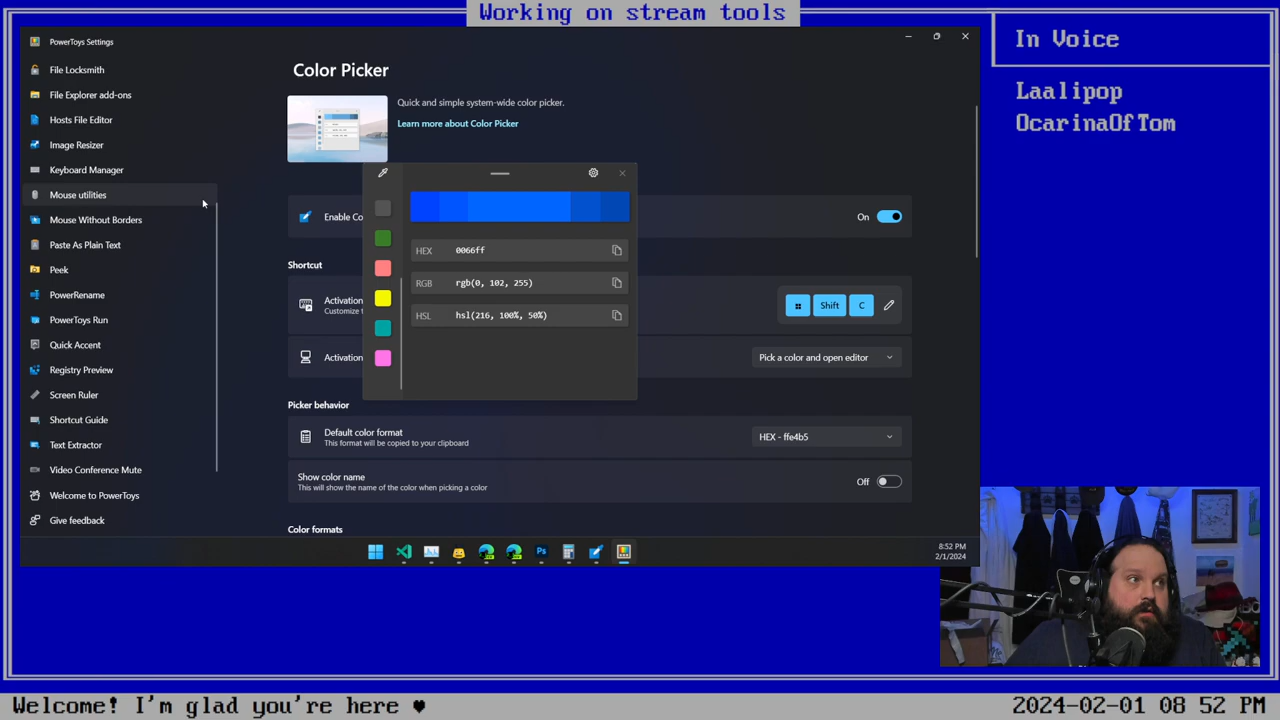 Working on stream tools
PowerToys Settings
File Locksmith
File Explorer add-ons
Hosts File Editor
Image Resizer
Keyboard Manager
Mouse utilities
Mouse Without Borders
Paste As Plain Text
Peek
PowerRename
PowerToys Run
Quick Accent
Registry Preview
Screen Ruler
Shortcut Guide
Text Extractor
Video Conference Mute
Welcome to PowerToys
Give feedback
Color Picker
Quick and simple system-wide color picker.
Learn more about Color Picker
Enable Co
On
Shortcut
Activation
Customize t
Shift
C
Activation
Pick a color and open editor
HEX 0066ff
RGB rgb(0, 102, 255)
HSL hsl(216, 100%, 50%)
Picker behavior
Default color format
This format will be copied to your clipboard
HEX - ffe4b5
Show color name
This will show the name of the color when picking a color
Off
Color formats
8:52 PM
2/1/2024
In Voice
Laalipop
OcarinaOfTom
Welcome! I'm glad you're here ♥
2024-02-01 08 52 PM